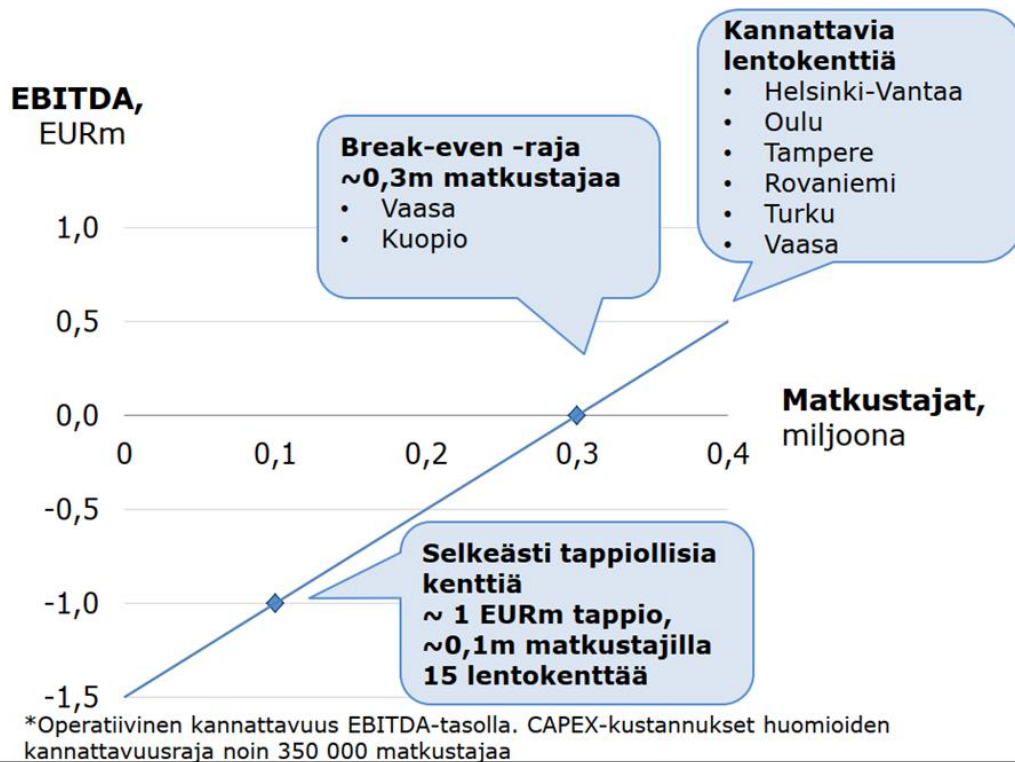 EBITDA,
EURm
Kannattavia
lentokenttiä
• Helsinki-Vantaa
• Oulu
• Tampere
• Rovaniemi
• Turku
• Vaasa
Break-even -raja
~0,3m matkustajaa
• Vaasa
• Kuopio
1,0
0,5
0,0
-0,5
-1,0
-1,5
0 0,1 0,2 0,3 0,4
Matkustajat,
miljoona
Selkeästi tappiollisia
kenttiä
~ 1 EURm tappio,
~0,1m matkustajilla
15 lentokenttää
*Operatiivinen kannattavuus EBITDA-tasolla. CAPEX-kustannukset huomioiden
kannattavuusraja noin 350 000 matkustajaa